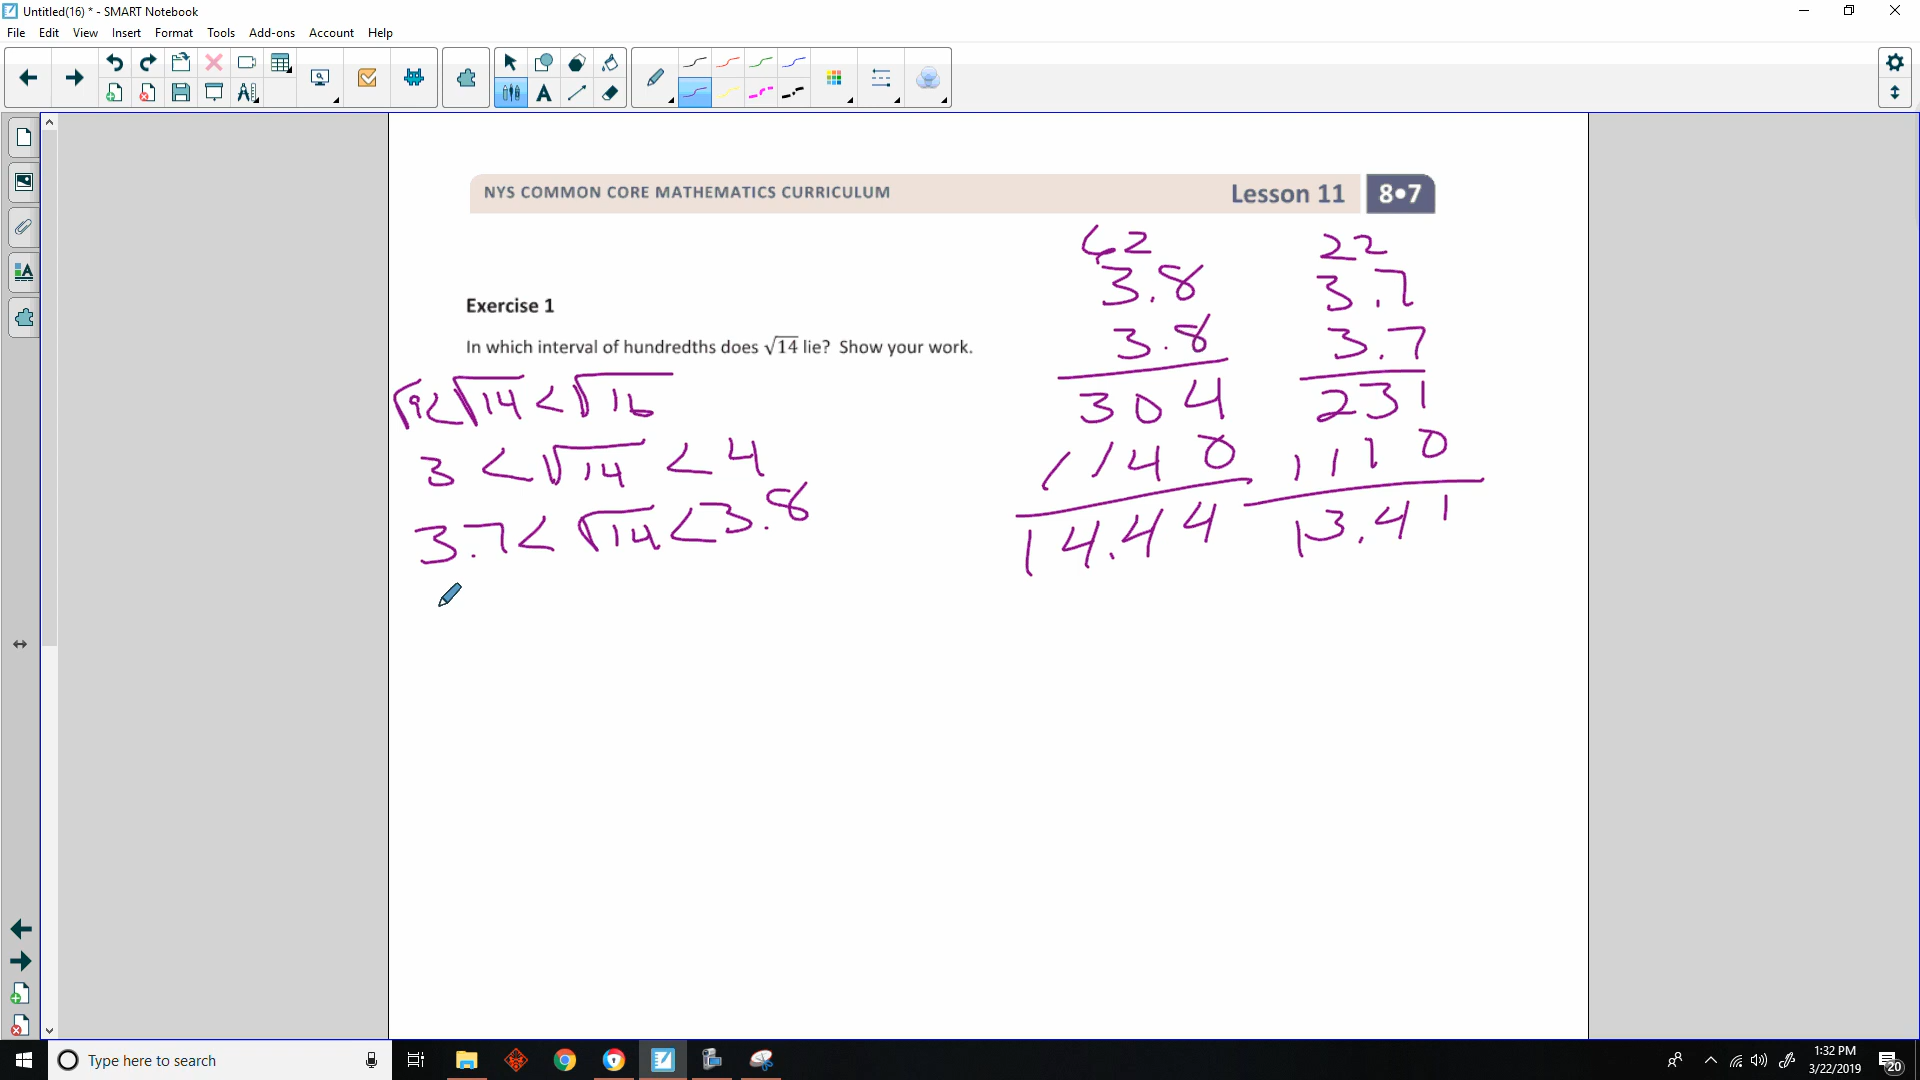 Untitled(16) * - SMART Notebook
File Edit View Insert Format Tools Add-ons Account Help
NYS COMMON CORE MATHEMATICS CURRICULUM Lesson 11 8•7
Exercise 1
In which interval of hundredths does √14 lie? Show your work.
√9 < √14 < √16
3 < √14 < 4
3.7 < √14 < 3.8
62
3.8
3.8
304
1140
14.44
22
3.7
3.7
231
1110
13.41
Type here to search
1:32 PM
3/22/2019
20